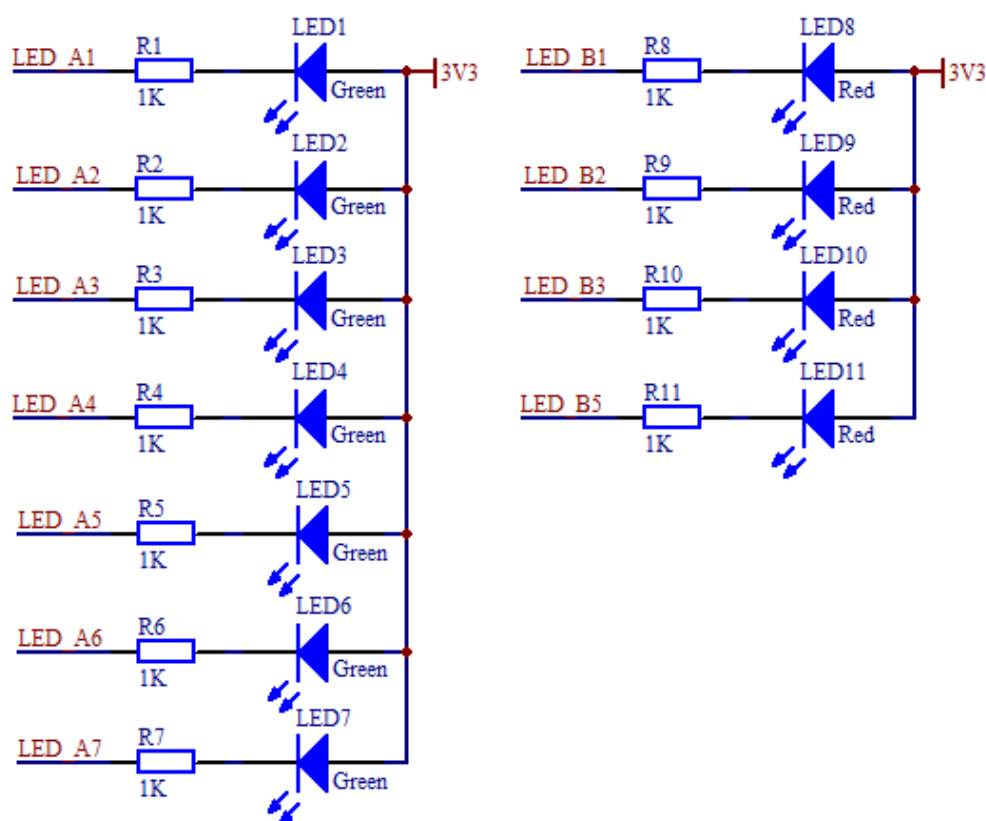 LED1
LED_A1 R1 3V3
1K Green
LED2
LED_A2 R2
1K Green
LED3
LED_A3 R3
1K Green
LED4
LED_A4 R4
1K Green
LED5
LED_A5 R5
1K Green
LED6
LED_A6 R6
1K Green
LED7
LED_A7 R7
1K Green
LED8
LED_B1 R8 3V3
1K Red
LED9
LED_B2 R9
1K Red
LED10
LED_B3 R10
1K Red
LED11
LED_B5 R11
1K Red